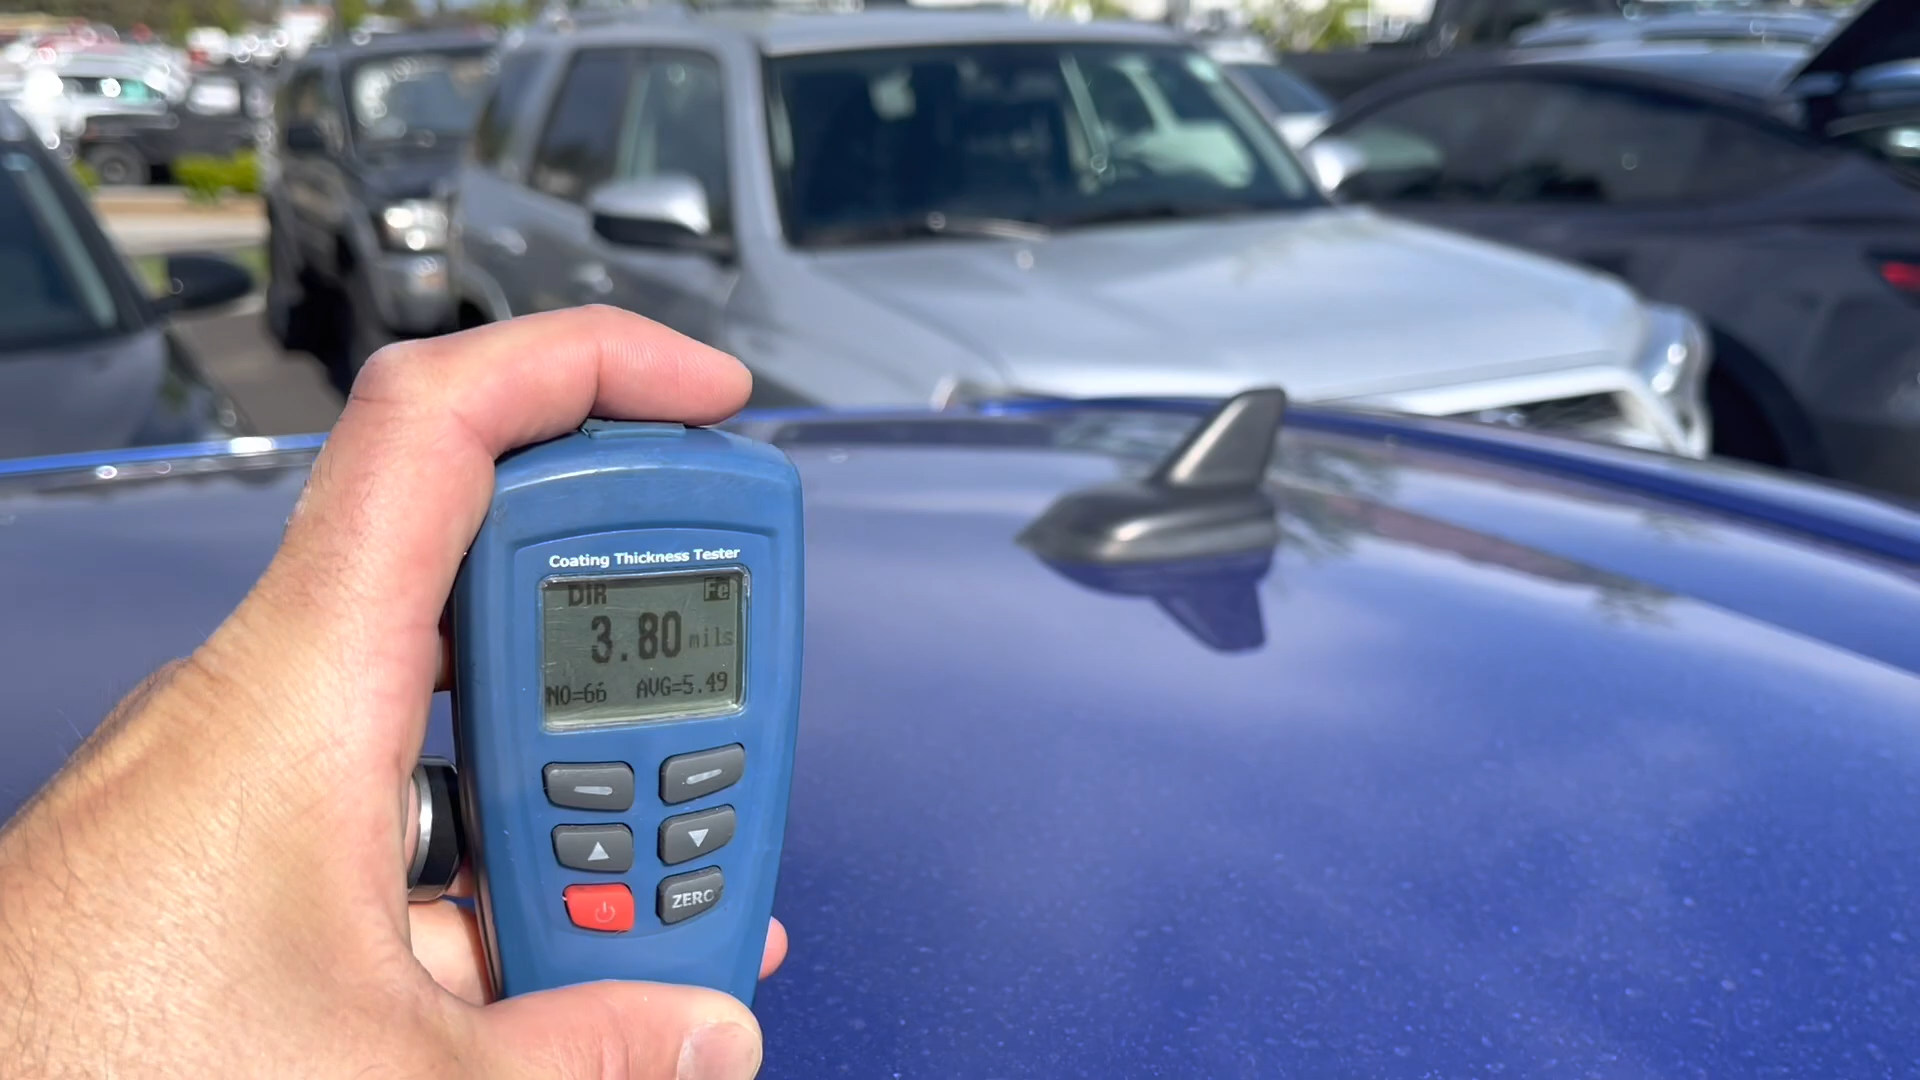 Coating Thickness Tester
DIR Fe
3.80 mils
NO=66 AVG=5.49
ZERO